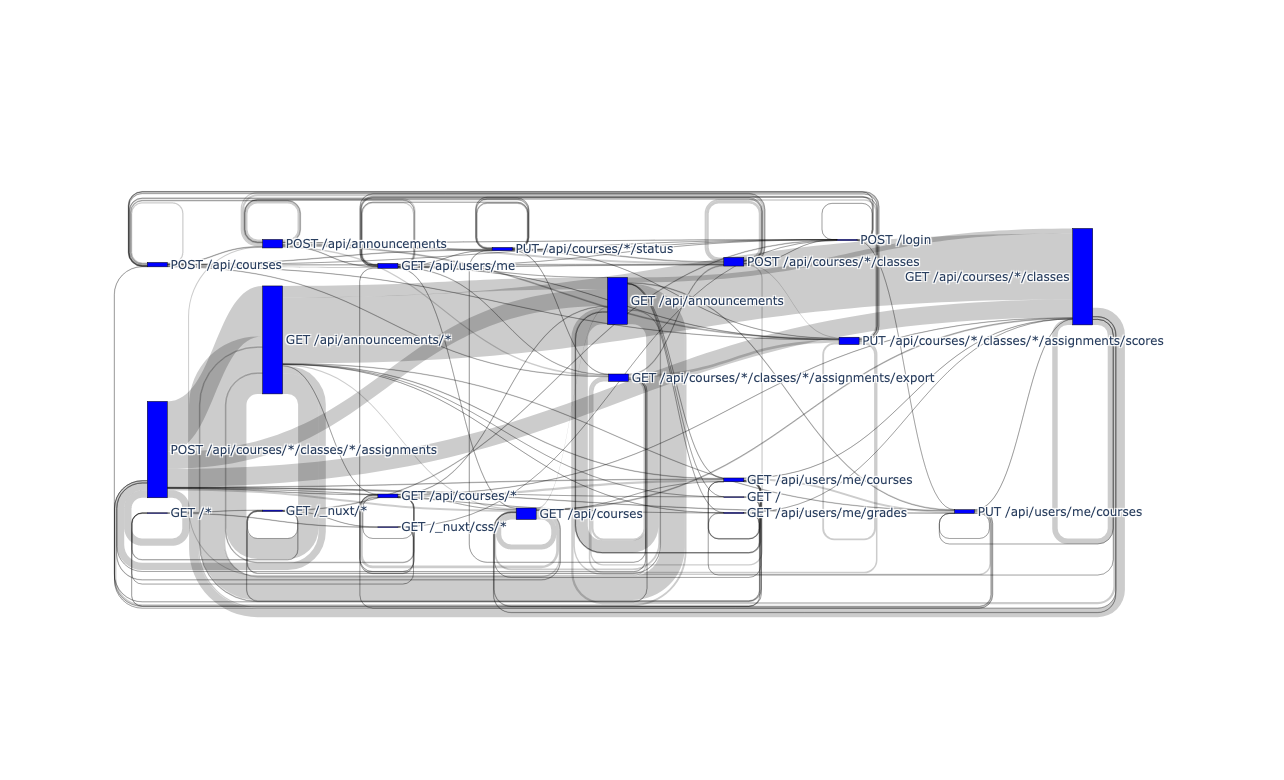 POST /login
POST /api/announcements
PUT /api/courses/*/status
POST /api/courses/*/classes
POST /api/courses
GET /api/users/me
GET /api/courses/*/classes
GET /api/announcements
GET /api/announcements/*
PUT /api/courses/*/classes/*/assignments/scores
GET /api/courses/*/classes/*/assignments/export
POST /api/courses/*/classes/*/assignments
GET /api/users/me/courses
GET /api/courses/*
GET /
GET /*
GET /_nuxt/*
GET /api/courses
GET /api/users/me/grades
PUT /api/users/me/courses
GET /_nuxt/css/*